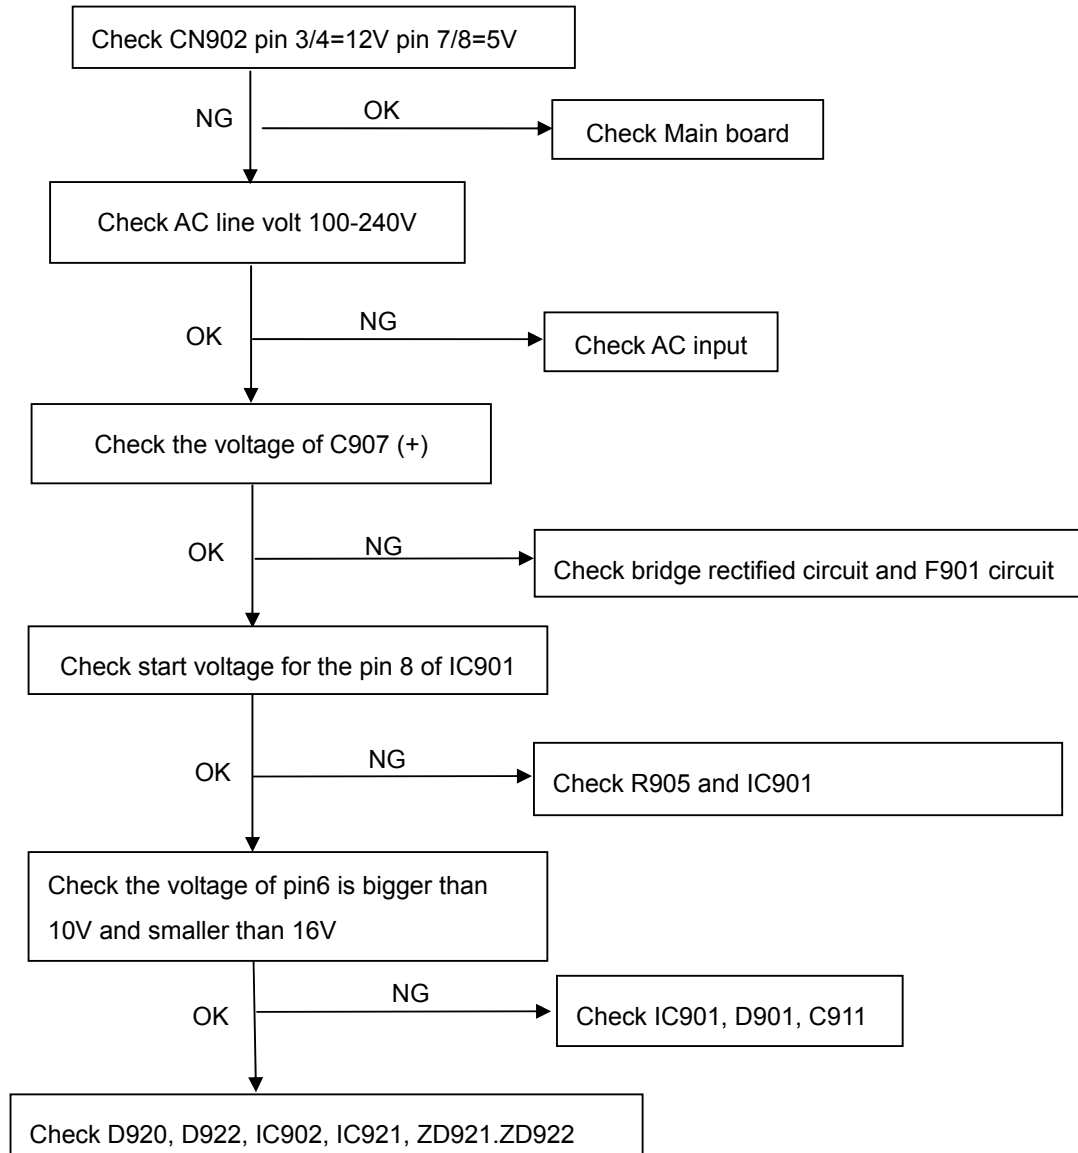 Check CN902 pin 3/4=12V pin 7/8=5V
NG
OK
Check Main board
Check AC line volt 100-240V
OK
NG
Check AC input
Check the voltage of C907 (+)
OK
NG
Check bridge rectified circuit and F901 circuit
Check start voltage for the pin 8 of IC901
OK
NG
Check R905 and IC901
Check the voltage of pin6 is bigger than
10V and smaller than 16V
OK
NG
Check IC901, D901, C911
Check D920, D922, IC902, IC921, ZD921.ZD922